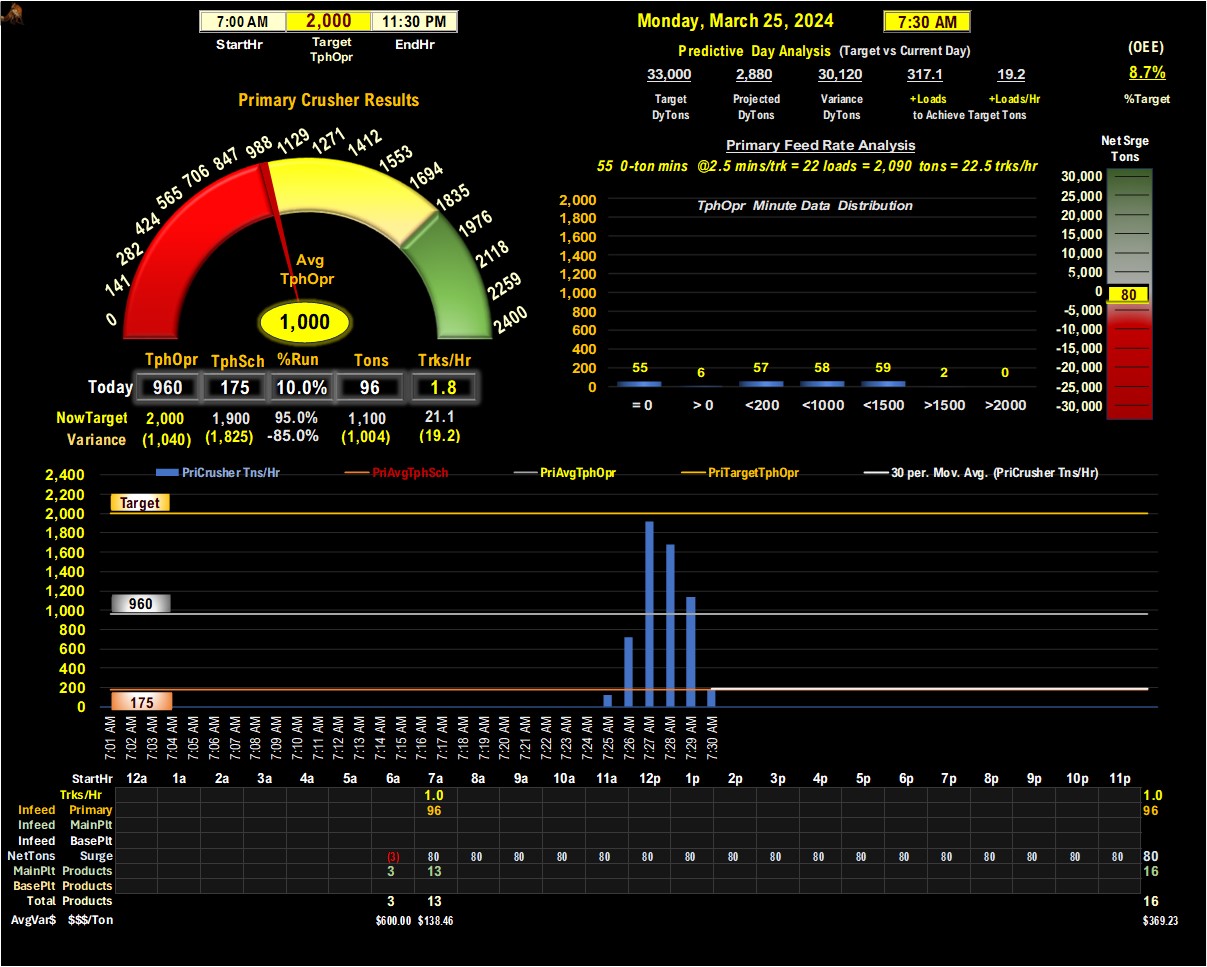 7:00 AM 2,000 11:30 PM
StartHr Target TphOpr EndHr
Monday, March 25, 2024 7:30 AM
Predictive Day Analysis (Target vs Current Day)
33,000 2,880 30,120 317.1 19.2
Target Projected Variance +Loads +Loads/Hr
DyTons DyTons DyTons to Achieve Target Tons
(OEE)
8.7%
%Target
Primary Crusher Results
0 141 282 424 565 706 847 988 1129 1271 1412 1553 1694 1835 1976 2118 2259 2400
Avg
TphOpr
1,000
TphOpr TphSch %Run Tons Trks/Hr
Today 960 175 10.0% 96 1.8
NowTarget 2,000 1,900 95.0% 1,100 21.1
Variance (1,040) (1,825) -85.0% (1,004) (19.2)
Primary Feed Rate Analysis
55 0-ton mins @2.5 mins/trk = 22 loads = 2,090 tons = 22.5 trks/hr
TphOpr Minute Data Distribution
2,000
1,800
1,600
1,400
1,200
1,000
800
600
400
200
0
55 6 57 58 59 2 0
= 0 > 0 <200 <1000 <1500 >1500 >2000
Net Srge
Tons
30,000
25,000
20,000
15,000
10,000
5,000
0
80
-5,000
-10,000
-15,000
-20,000
-25,000
-30,000
PriCrusher Tns/Hr PriAvgTphSch PriAvgTphOpr PriTargetTphOpr 30 per. Mov. Avg. (PriCrusher Tns/Hr)
2,400
2,200
2,000
1,800
1,600
1,400
1,200
1,000
800
600
400
200
0
Target
960
175
7:01 AM 7:02 AM 7:03 AM 7:04 AM 7:05 AM 7:06 AM 7:07 AM 7:08 AM 7:09 AM 7:10 AM 7:11 AM 7:12 AM 7:13 AM 7:14 AM 7:15 AM 7:16 AM 7:17 AM 7:18 AM 7:19 AM 7:20 AM 7:21 AM 7:22 AM 7:23 AM 7:24 AM 7:25 AM 7:26 AM 7:27 AM 7:28 AM 7:29 AM 7:30 AM
StartHr 12a 1a 2a 3a 4a 5a 6a 7a 8a 9a 10a 11a 12p 1p 2p 3p 4p 5p 6p 7p 8p 9p 10p 11p
Trks/Hr 1.0 1.0
Infeed Primary 96 96
Infeed MainPlt
Infeed BasePlt
NetTons Surge (3) 80 80 80 80 80 80 80 80 80 80 80 80 80 80 80 80 80 80
MainPlt Products 3 13 16
BasePlt Products
Total Products 3 13 16
AvgVar$ $$$/Ton $600.00 $138.46 $369.23